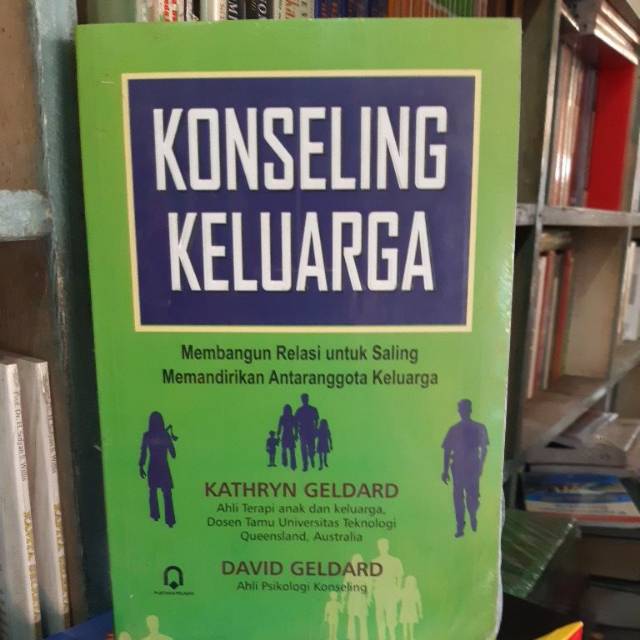 KONSELING
KELUARGA
Membangun Relasi untuk Saling
Memandirikan Antaranggota Keluarga
KATHRYN GELDARD
Ahli Terapi anak dan keluarga,
Dosen Tamu Universitas Teknologi
Queensland, Australia
DAVID GELDARD
Ahli Psikologi Konseling